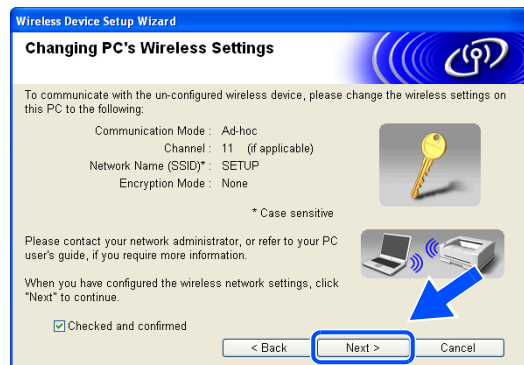 Wireless Device Setup Wizard
Changing PC's Wireless Settings
To communicate with the un-configured wireless device, please change the wireless settings on
this PC to the following:
Communication Mode : Ad-hoc
Channel : 11 (if applicable)
Network Name (SSID)* : SETUP
Encryption Mode : None
* Case sensitive
Please contact your network administrator, or refer to your PC
user's guide, if you require more information.
When you have configured the wireless network settings, click
"Next" to continue.
Checked and confirmed
< Back Next > Cancel